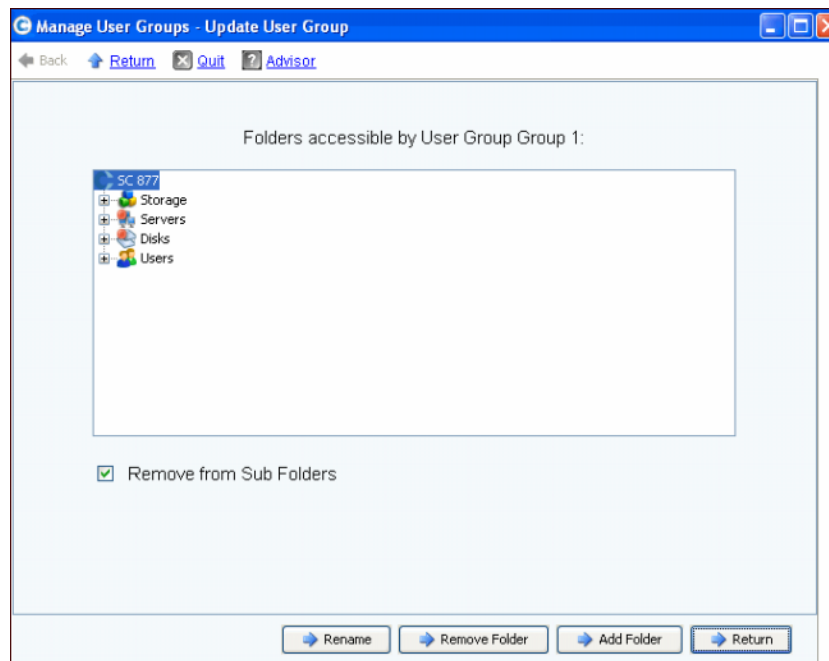 Manage User Groups - Update User Group
Back Return Quit Advisor
Folders accessible by User Group Group 1:
SC 877
Storage
Servers
Disks
Users
Remove from Sub Folders
Rename Remove Folder Add Folder Return